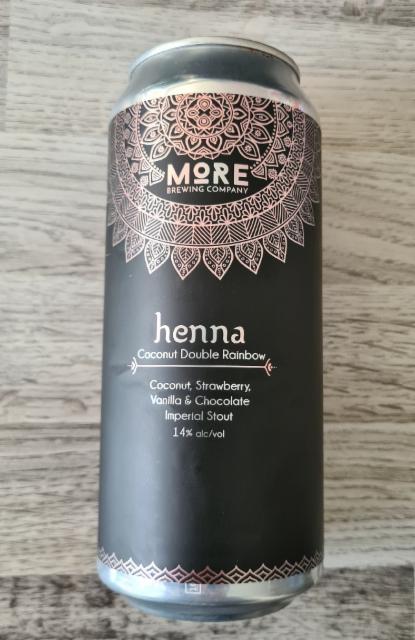 MORE
BREWING COMPANY
henna
Coconut Double Rainbow
Coconut, Strawberry,
Vanilla & Chocolate
Imperial Stout
14% alc/vol